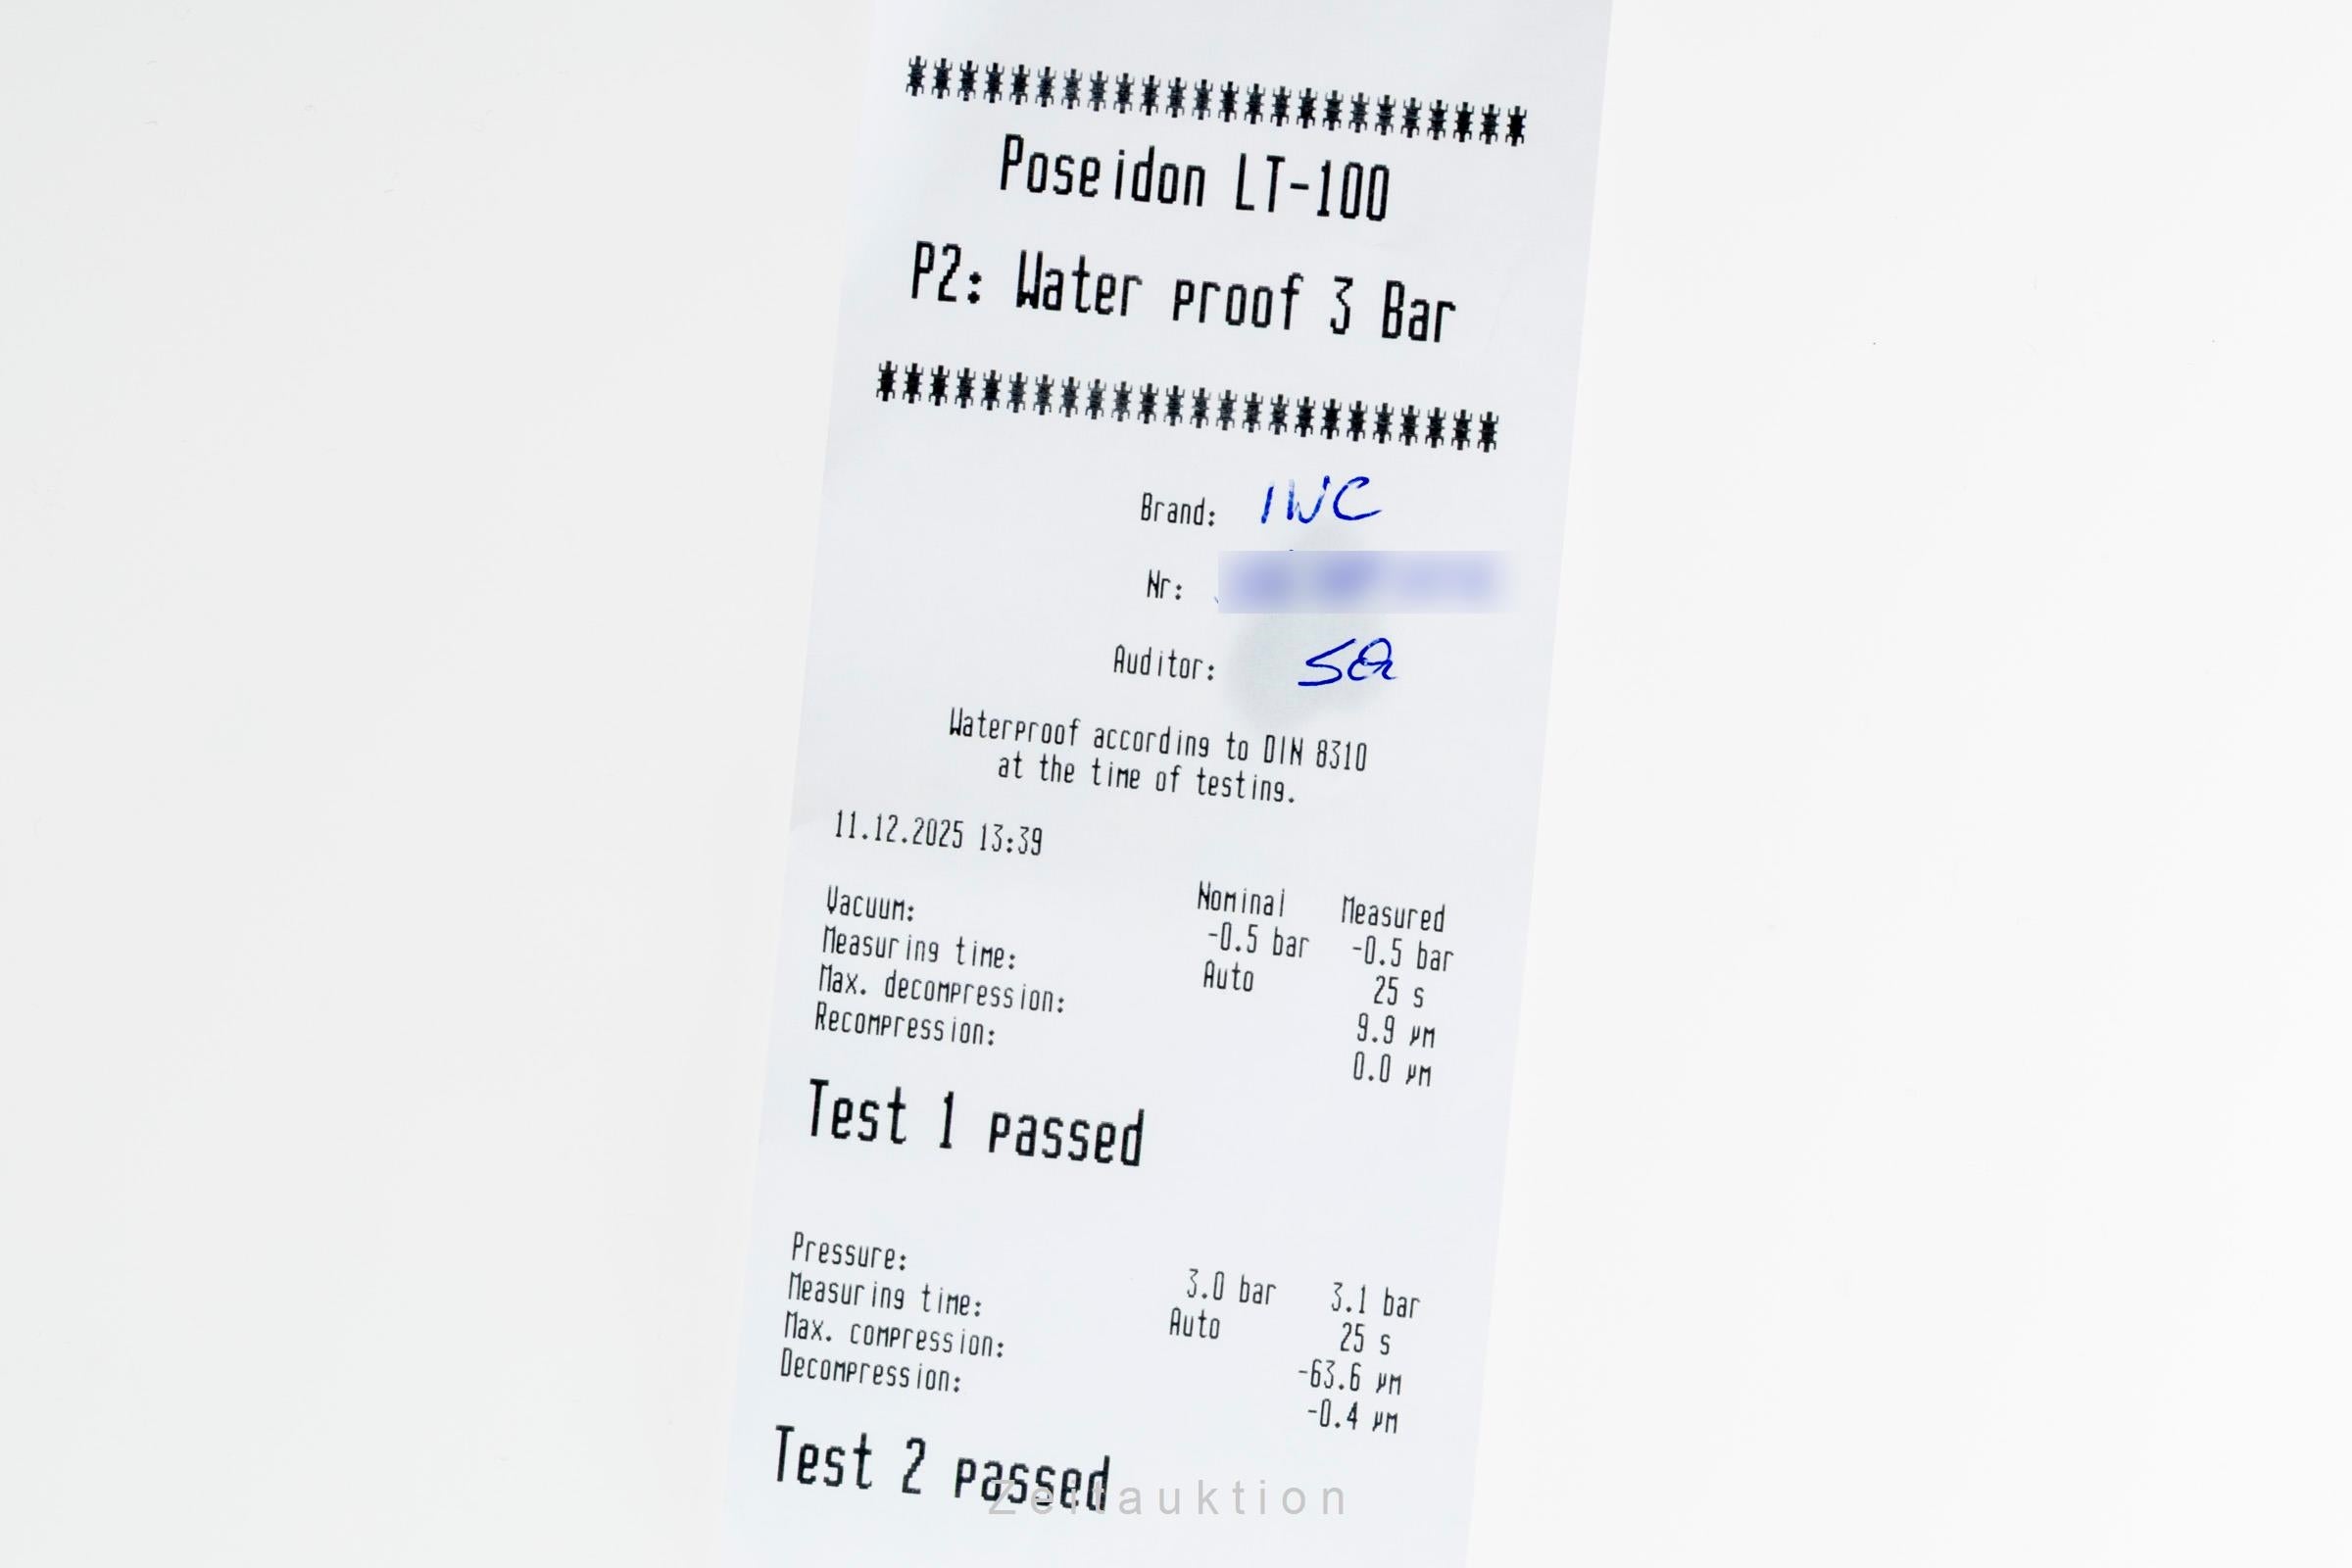 Poseidon LT-100
P2: Water proof 3 Bar
Brand: IWC
Nr:
Auditor:
Waterproof according to DIN 8310
at the time of testing.
11.12.2025 13:39
Nominal Measured
Vacuum: -0.5 bar -0.5 bar
Measuring time: Auto 25 s
Max. decompression: 9.9 µm
Recompression: 0.0 µm
Test 1 passed
Pressure: 3.0 bar 3.1 bar
Measuring time: Auto 25 s
Max. compression: -63.6 µm
Decompression: -0.4 µm
Test 2 passed
Zeitauktion